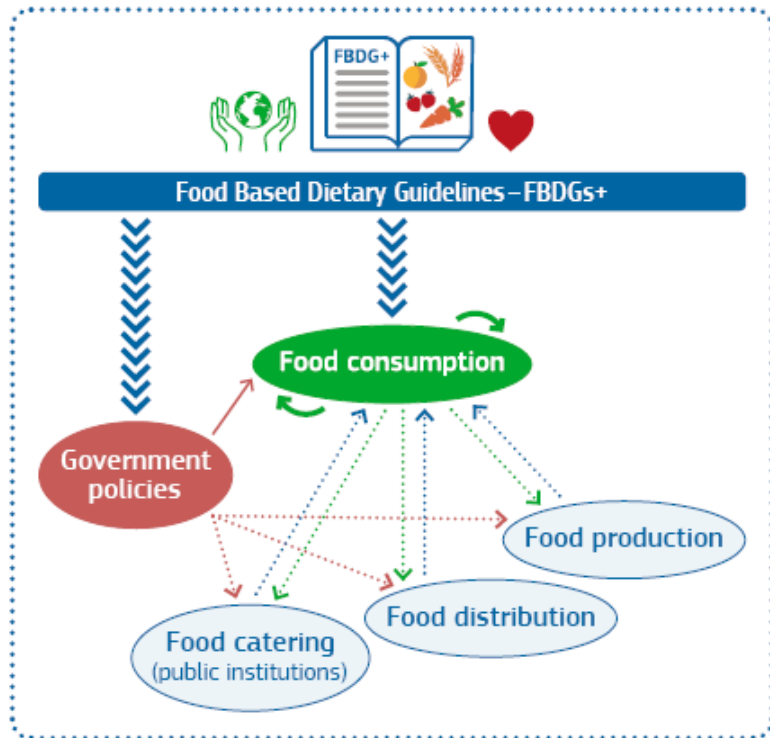 FBDG+
Food Based Dietary Guidelines – FBDGs+
Food consumption
Government
policies
Food production
Food distribution
Food catering
(public institutions)